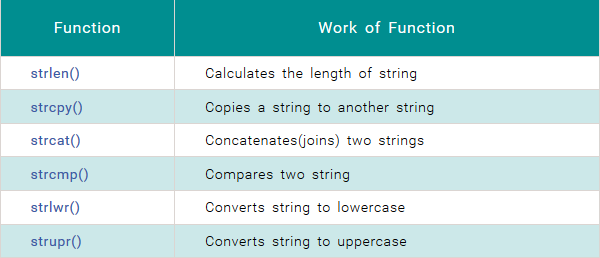 Function Work of Function
strlen() Calculates the length of string
strcpy() Copies a string to another string
strcat() Concatenates(joins) two strings
strcmp() Compares two string
strlwr() Converts string to lowercase
strupr() Converts string to uppercase